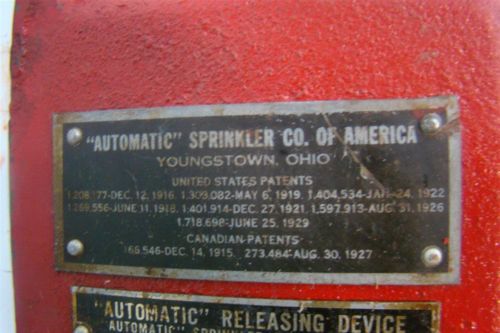 "AUTOMATIC" SPRINKLER CO. OF AMERICA
YOUNGSTOWN, OHIO
UNITED STATES PATENTS
1,208,177-DEC. 12, 1916. 1,303,082-MAY 6, 1919. 1,404,534-JAN. 24, 1922
1,269,556-JUNE 11, 1918. 1,401,914-DEC. 27, 1921. 1,597,913-AUG. 31, 1926
1,718,698-JUNE 25, 1929
CANADIAN-PATENTS
166,546-DEC. 14, 1915. 273,484-AUG. 30, 1927
"AUTOMATIC" RELEASING DEVICE
"AUTOMATIC" SPRINKLER